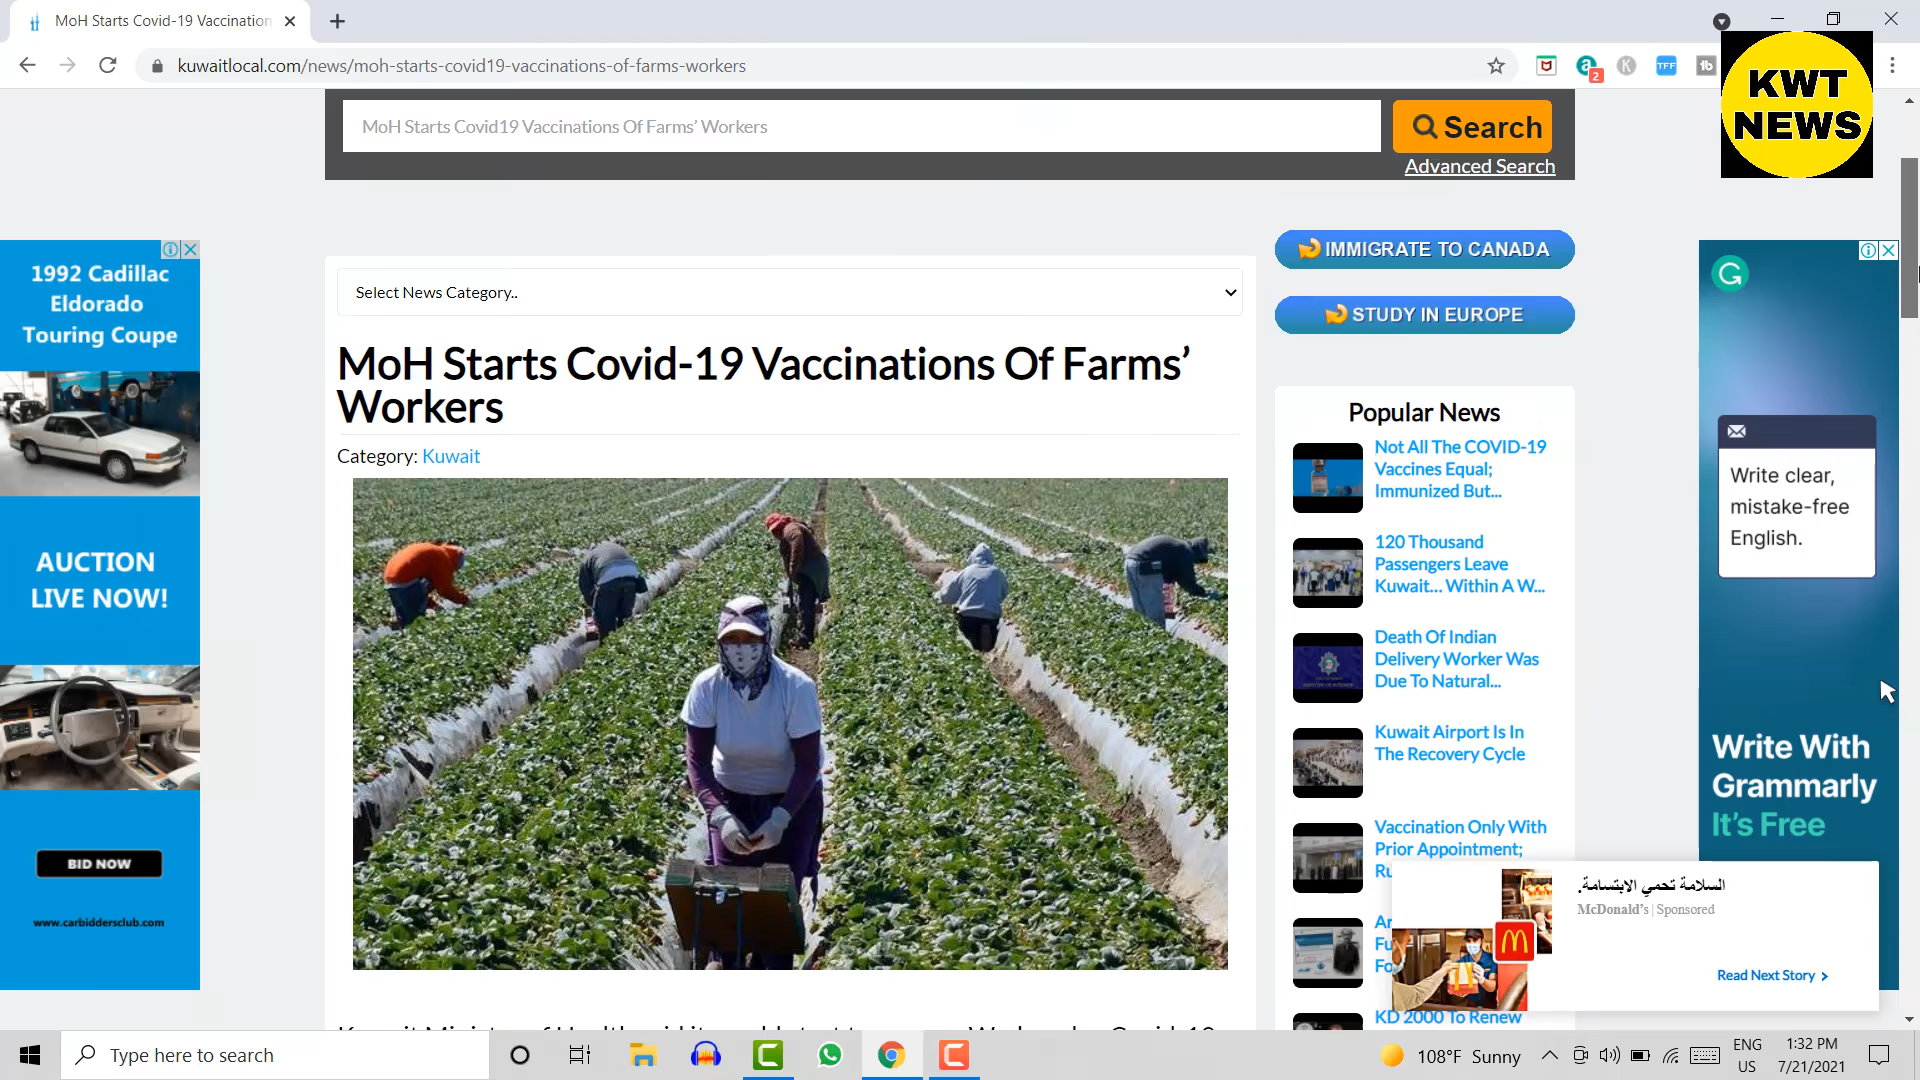 MoH Starts Covid-19 Vaccination
kuwaitlocal.com/news/moh-starts-covid19-vaccinations-of-farms-workers
2
K
TFF
KWT
NEWS
MoH Starts Covid19 Vaccinations Of Farms’ Workers
Search
Advanced Search
1992 Cadillac
Eldorado
Touring Coupe
AUCTION
LIVE NOW!
BID NOW
www.carbiddersclub.com
Select News Category..
MoH Starts Covid-19 Vaccinations Of Farms’
Workers
Category: Kuwait
IMMIGRATE TO CANADA
STUDY IN EUROPE
Popular News
Not All The COVID-19
Vaccines Equal;
Immunized But...
120 Thousand
Passengers Leave
Kuwait... Within A W...
Death Of Indian
Delivery Worker Was
Due To Natural...
Kuwait Airport Is In
The Recovery Cycle
Vaccination Only With
Prior Appointment;
KD 2000 To Renew
Write clear,
mistake-free
English.
Write With
Grammarly
It’s Free
السلامة تحمي الابتسامة.
McDonald’s | Sponsored
Read Next Story
Type here to search
108°F Sunny
ENG
US
1:32 PM
7/21/2021